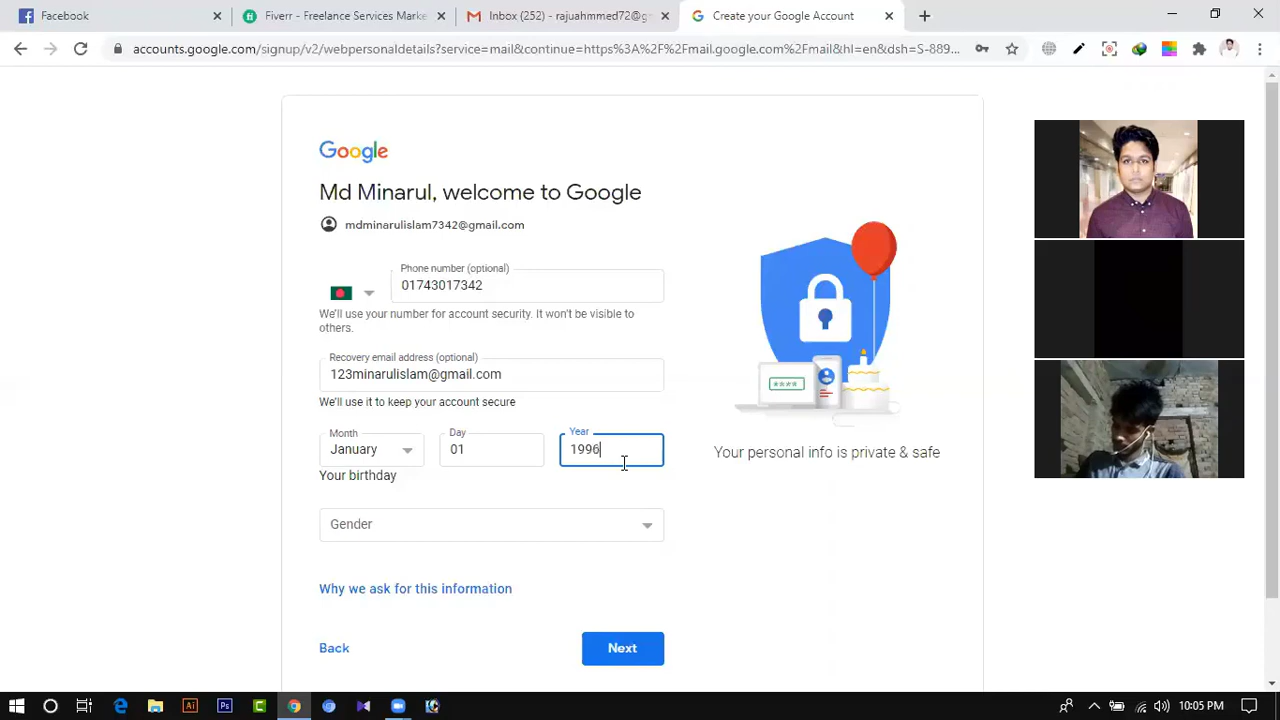 Facebook
Fiverr - Freelance Services Marke
Inbox (252) - rajuahmmed72@g
Create your Google Account
accounts.google.com/signup/v2/webpersonaldetails?service=mail&continue=https%3A%2F%2Fmail.google.com%2Fmail&hl=en&dsh=S-889...
Google
Md Minarul, welcome to Google
mdminarulislam7342@gmail.com
Phone number (optional)
01743017342
We'll use your number for account security. It won't be visible to
others.
Recovery email address (optional)
123minarulislam@gmail.com
We'll use it to keep your account secure
Month
Day
Year
January
01
1996
Your birthday
Gender
Why we ask for this information
Back
Next
Your personal info is private & safe
Ai
Ps
10:05 PM